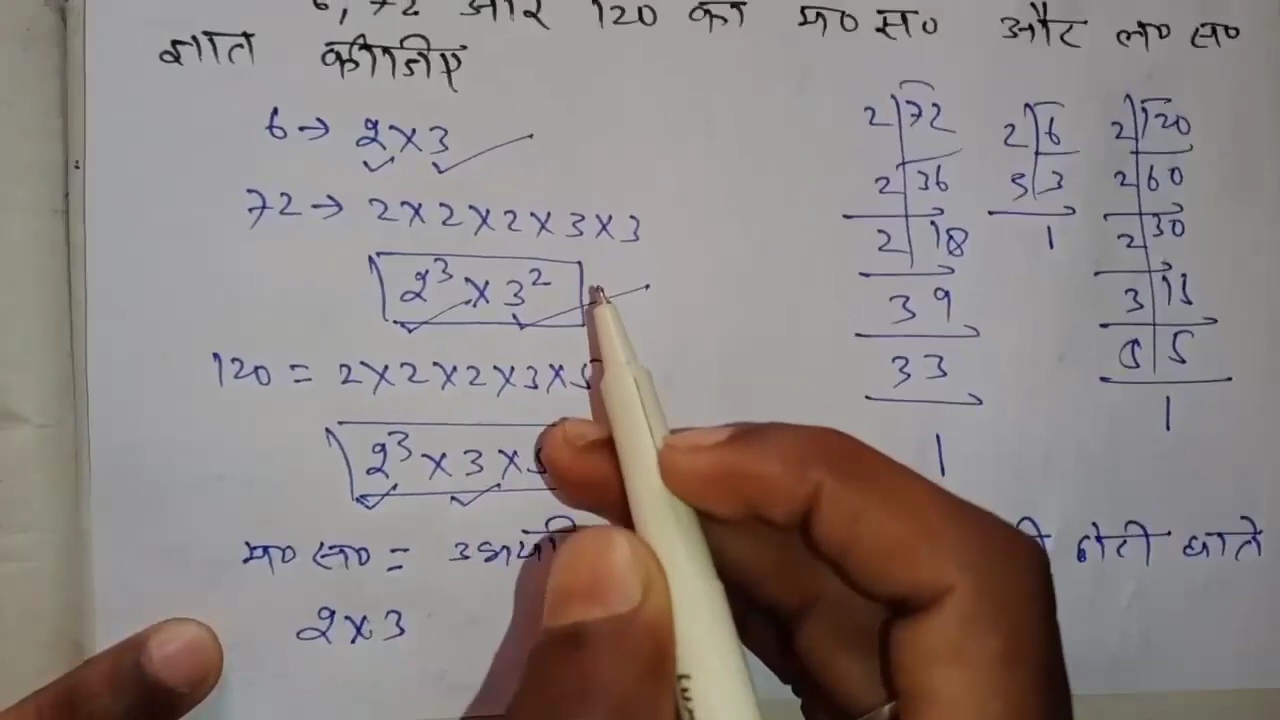 6, 72 और 120 का म० स० और ल० स०
ज्ञात कीजिए
6 → 2×3
72 → 2×2×2×3×3
2³ × 3²
120 = 2×2×2×3×5
2³ × 3 × 5
म० स० = उभयनि ी छोटी घाते
2×3
2 72
2 36
2 18
3 9
3 3
1
2 6
3 3
1
2 120
2 60
2 30
3 15
5 5
1